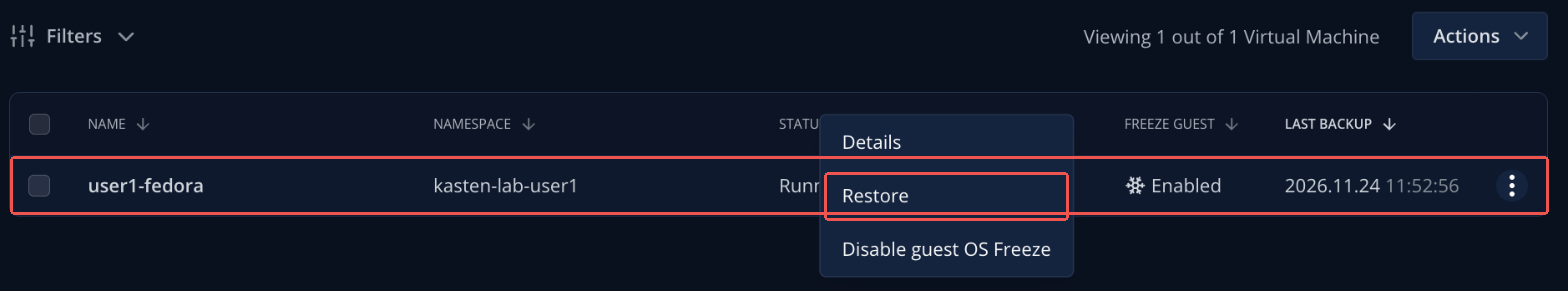 Filters
Viewing 1 out of 1 Virtual Machine
Actions
NAME
NAMESPACE
STATU
FREEZE GUEST
LAST BACKUP
Details
user1-fedora
kasten-lab-user1
Runr
Restore
Enabled
2026.11.24 11:52:56
Disable guest OS Freeze